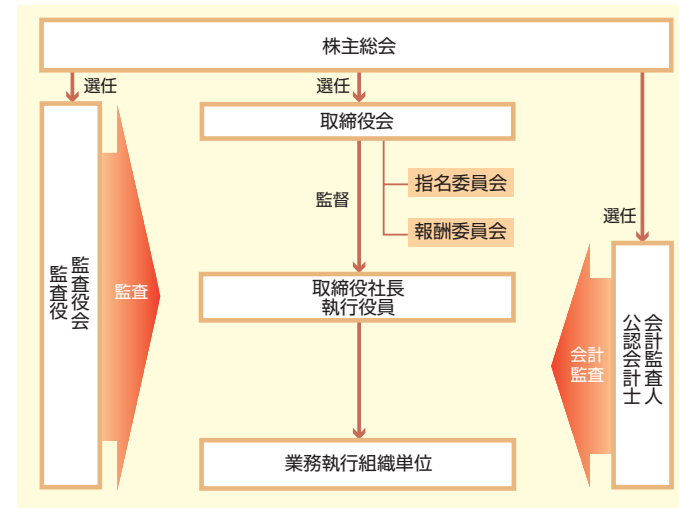 株主総会
選任
選任
取締役会
指名委員会
監督
報酬委員会
選任
監査役会
監査役
監査
取締役社長
執行役員
会計
監査
会計監査人
公認会計士
業務執行組織単位